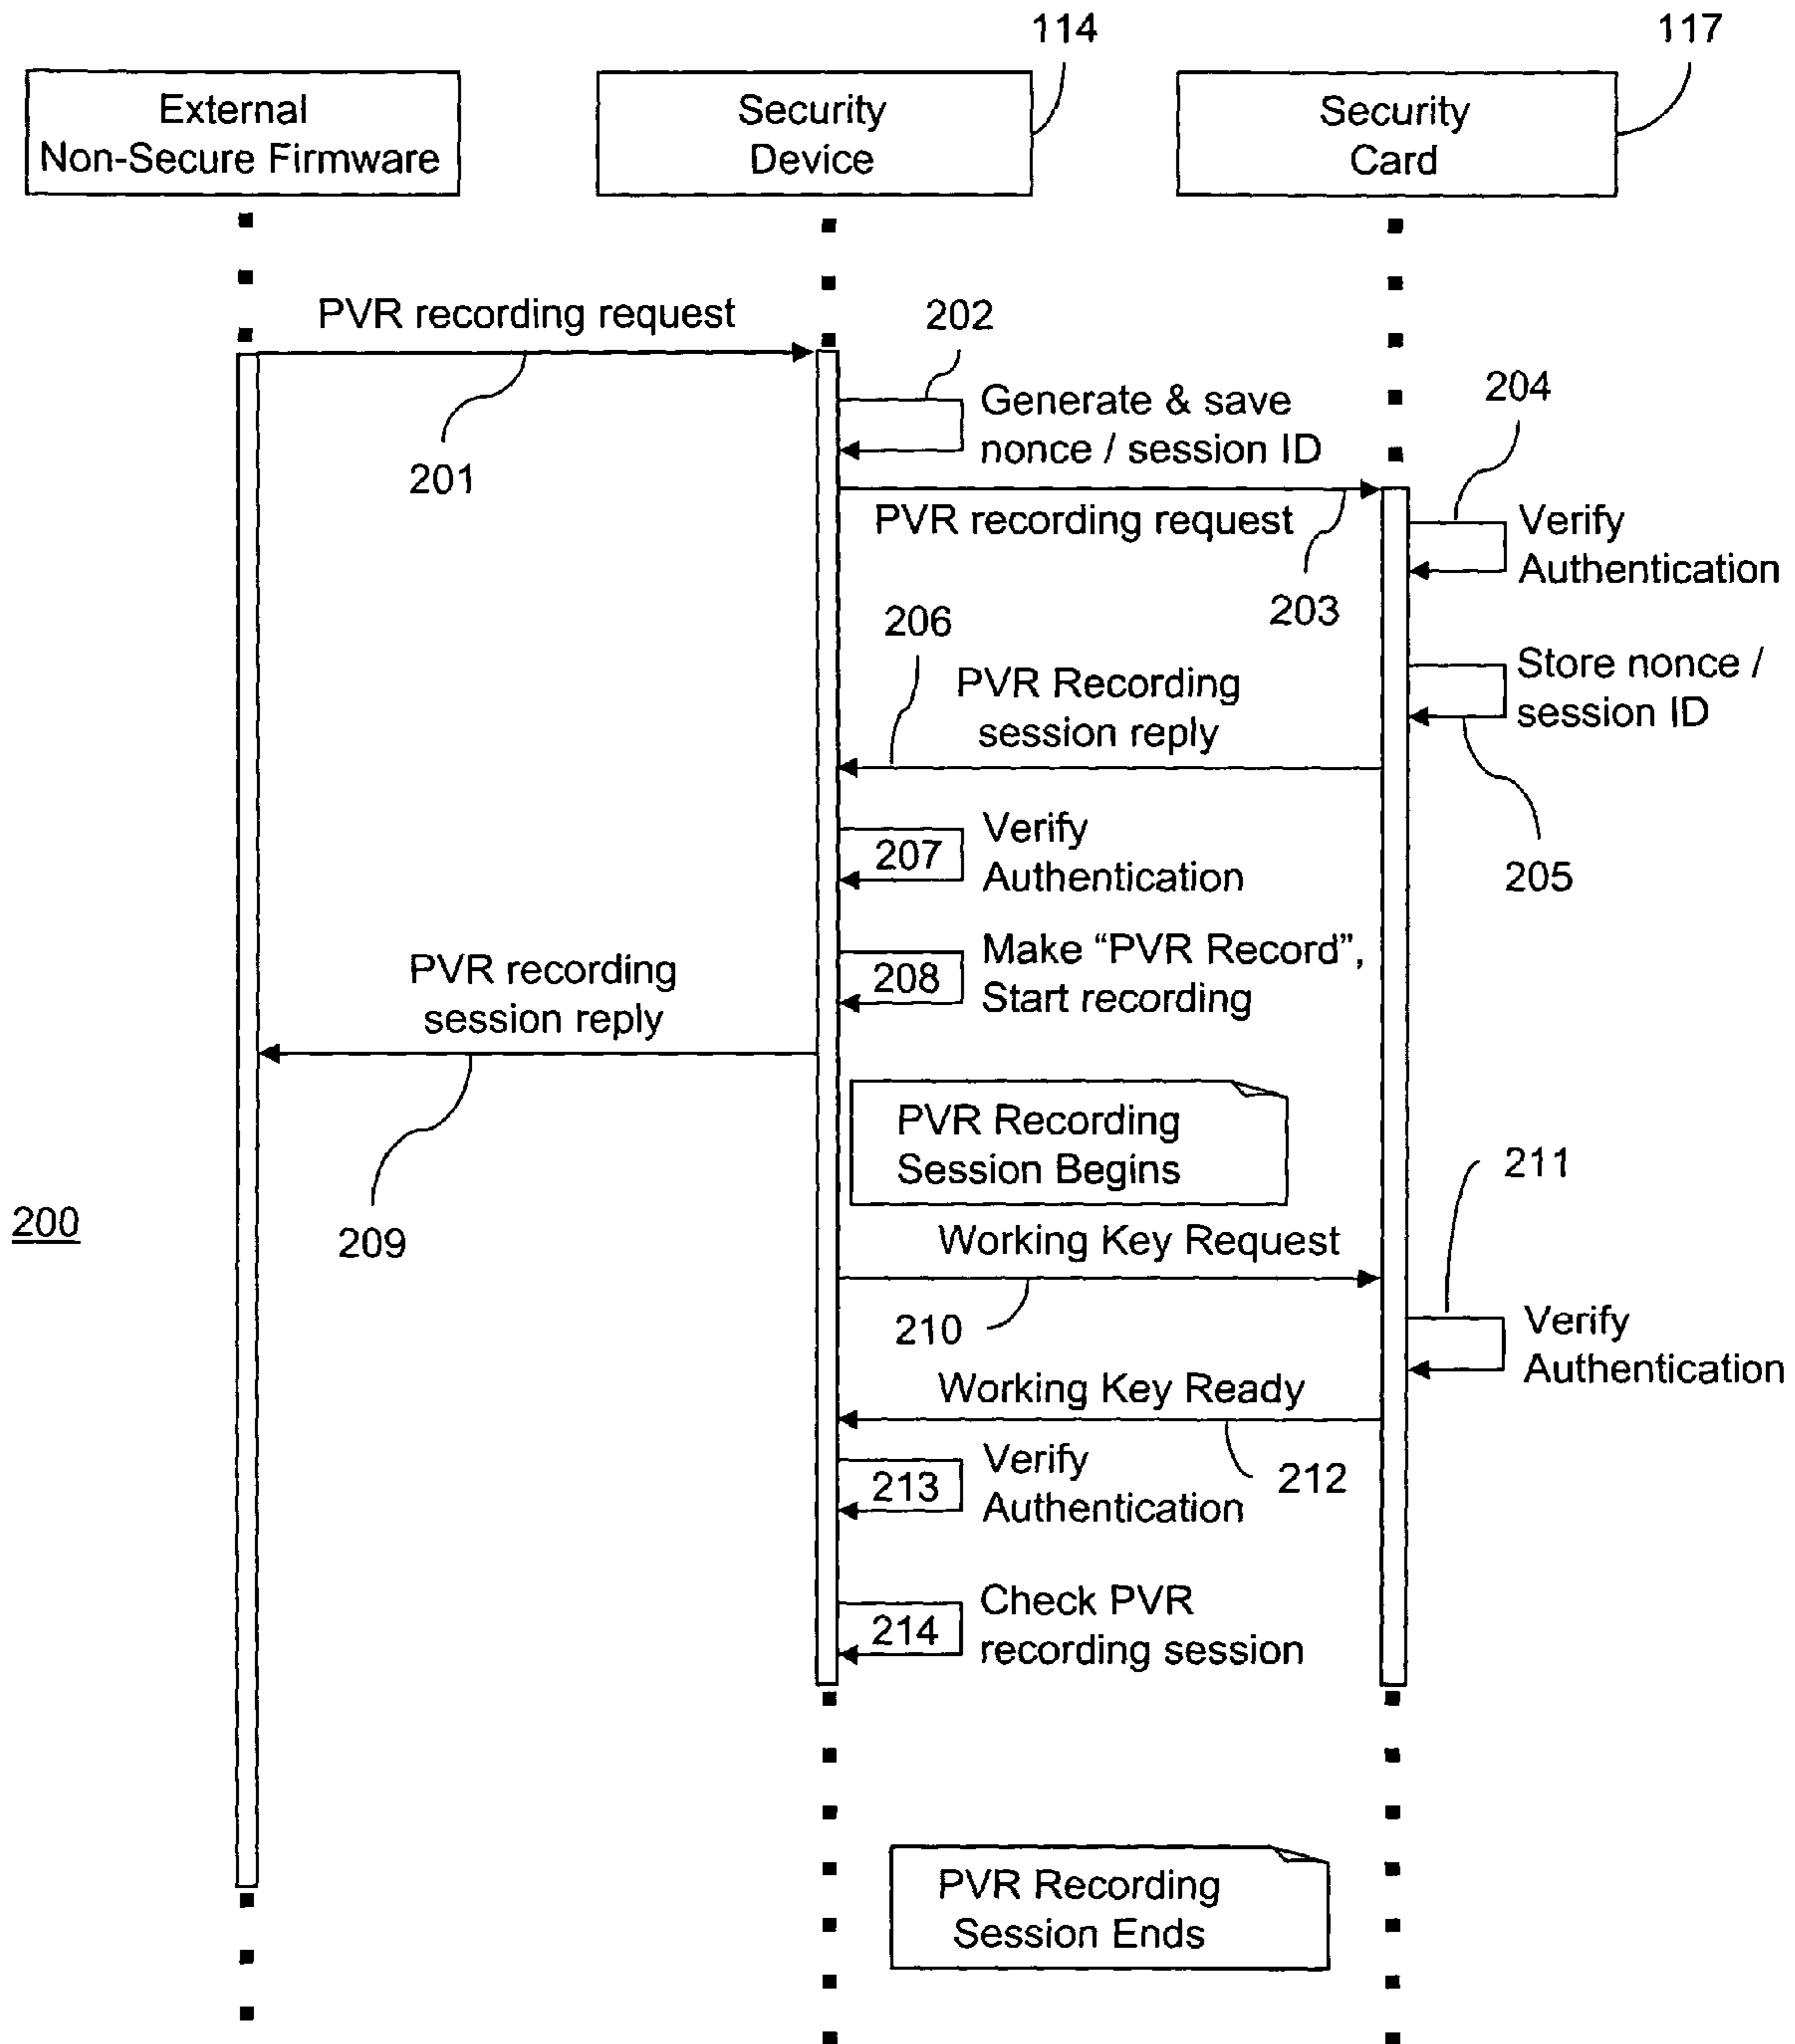 114
117
External
Non-Secure Firmware
Security
Device
Security
Card
PVR recording request
201
202
Generate & save
nonce / session ID
PVR recording request
203
204
Verify
Authentication
Store nonce /
session ID
205
206
PVR Recording
session reply
207
Verify
Authentication
208
Make “PVR Record”,
Start recording
PVR recording
session reply
209
PVR Recording
Session Begins
200
Working Key Request
210
211
Verify
Authentication
Working Key Ready
212
213
Verify
Authentication
214
Check PVR
recording session
PVR Recording
Session Ends